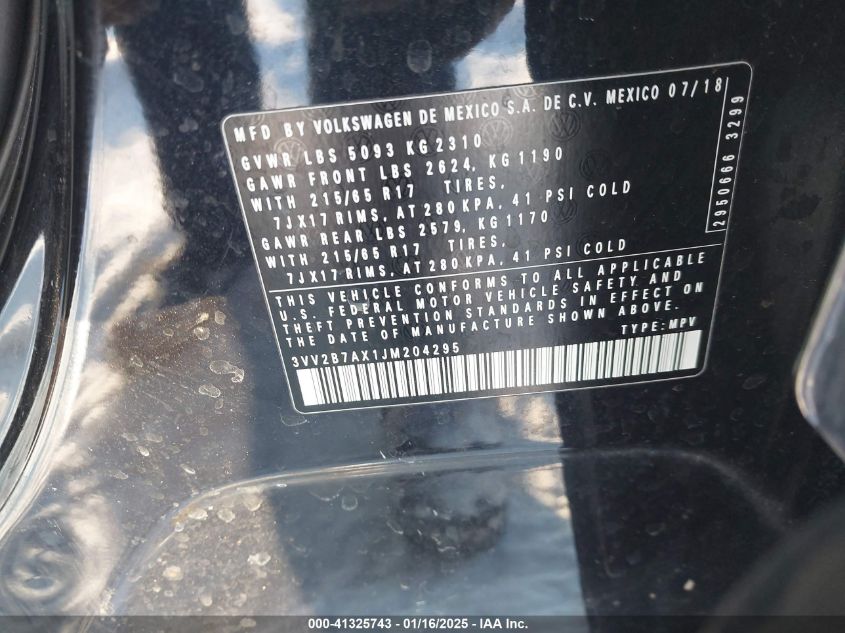 MFD BY VOLKSWAGEN DE MEXICO S.A. DE C.V. MEXICO 07/18
GVWR LBS 5093 KG 2310
GAWR FRONT LBS 2624, KG 1190
WITH 215/65 R17 TIRES,
7JX17 RIMS, AT 280 KPA, 41 PSI COLD
GAWR REAR LBS 2579, KG 1170
WITH 215/65 R17 TIRES,
7JX17 RIMS, AT 280 KPA, 41 PSI COLD
THIS VEHICLE CONFORMS TO ALL APPLICABLE
U.S. FEDERAL MOTOR VEHICLE SAFETY AND
THEFT PREVENTION STANDARDS IN EFFECT ON
THE DATE OF MANUFACTURE SHOWN ABOVE.
3VV2B7AX1JM204295 TYPE: MPV
2950666 3299
000-41325743 - 01/16/2025 - IAA Inc.